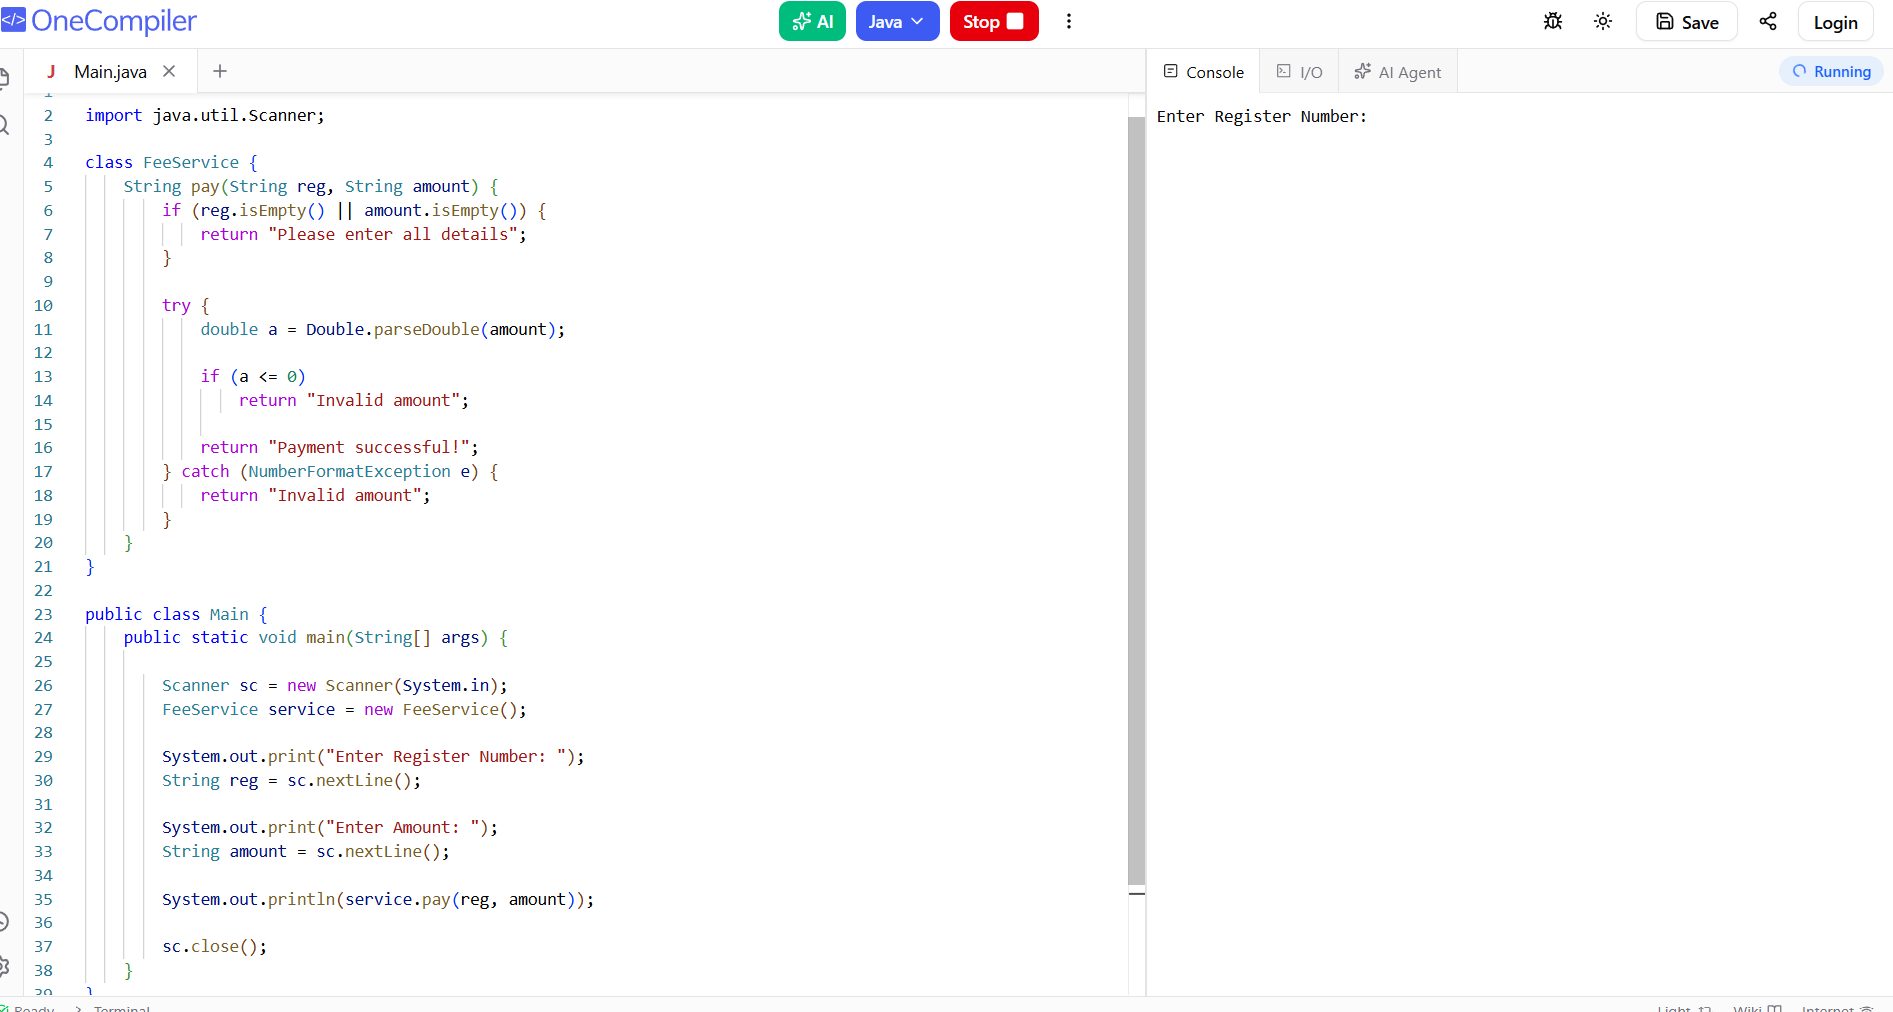 </> OneCompiler
AI
Java
Stop
Save
Login
J Main.java
Console
I/O
AI Agent
Running
1
2 import java.util.Scanner;
3
4 class FeeService {
5 String pay(String reg, String amount) {
6 if (reg.isEmpty() || amount.isEmpty()) {
7 return "Please enter all details";
8 }
9
10 try {
11 double a = Double.parseDouble(amount);
12
13 if (a <= 0)
14 return "Invalid amount";
15
16 return "Payment successful!";
17 } catch (NumberFormatException e) {
18 return "Invalid amount";
19 }
20 }
21 }
22
23 public class Main {
24 public static void main(String[] args) {
25
26 Scanner sc = new Scanner(System.in);
27 FeeService service = new FeeService();
28
29 System.out.print("Enter Register Number: ");
30 String reg = sc.nextLine();
31
32 System.out.print("Enter Amount: ");
33 String amount = sc.nextLine();
34
35 System.out.println(service.pay(reg, amount));
36
37 sc.close();
38 }
39 }
Enter Register Number:
Ready
Terminal
Light
Wiki
Internet